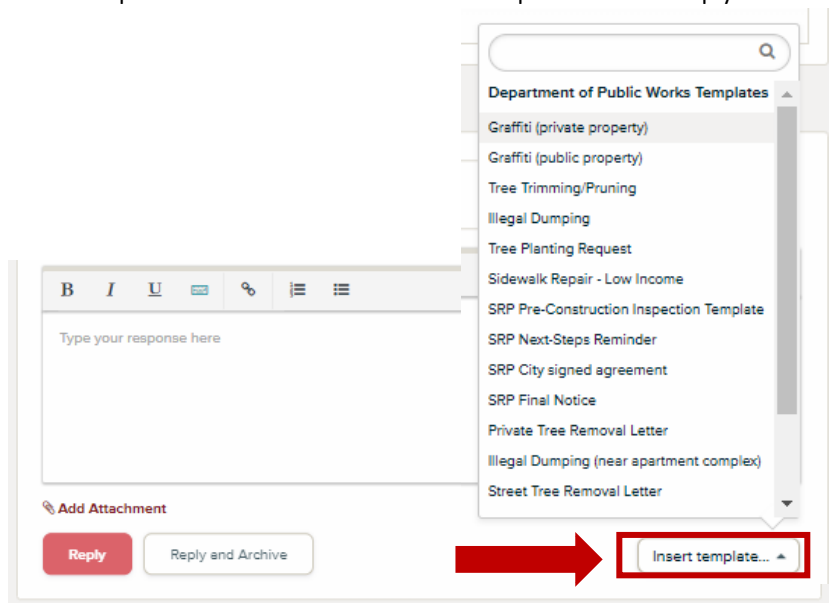 Department of Public Works Templates
Graffiti (private property)
Graffiti (public property)
Tree Trimming/Pruning
Illegal Dumping
Tree Planting Request
Sidewalk Repair - Low Income
SRP Pre-Construction Inspection Template
SRP Next-Steps Reminder
SRP City signed agreement
SRP Final Notice
Private Tree Removal Letter
Illegal Dumping (near apartment complex)
Street Tree Removal Letter
B I U
Type your response here
Add Attachment
Reply
Reply and Archive
Insert template...